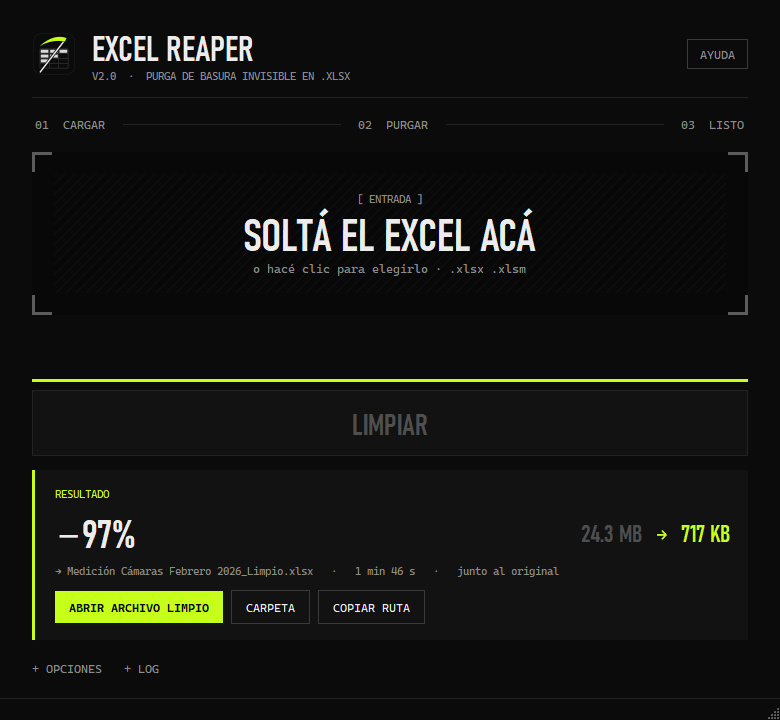 EXCEL REAPER
V2.0 · PURGA DE BASURA INVISIBLE EN .XLSX
AYUDA
01 CARGAR
02 PURGAR
03 LISTO
[ ENTRADA ]
SOLTÁ EL EXCEL ACÁ
o hacé clic para elegirlo · .xlsx .xlsm
LIMPIAR
RESULTADO
−97%
24.3 MB → 717 KB
→ Medición Cámaras Febrero 2026_Limpio.xlsx · 1 min 46 s · junto al original
ABRIR ARCHIVO LIMPIO
CARPETA
COPIAR RUTA
+ OPCIONES
+ LOG